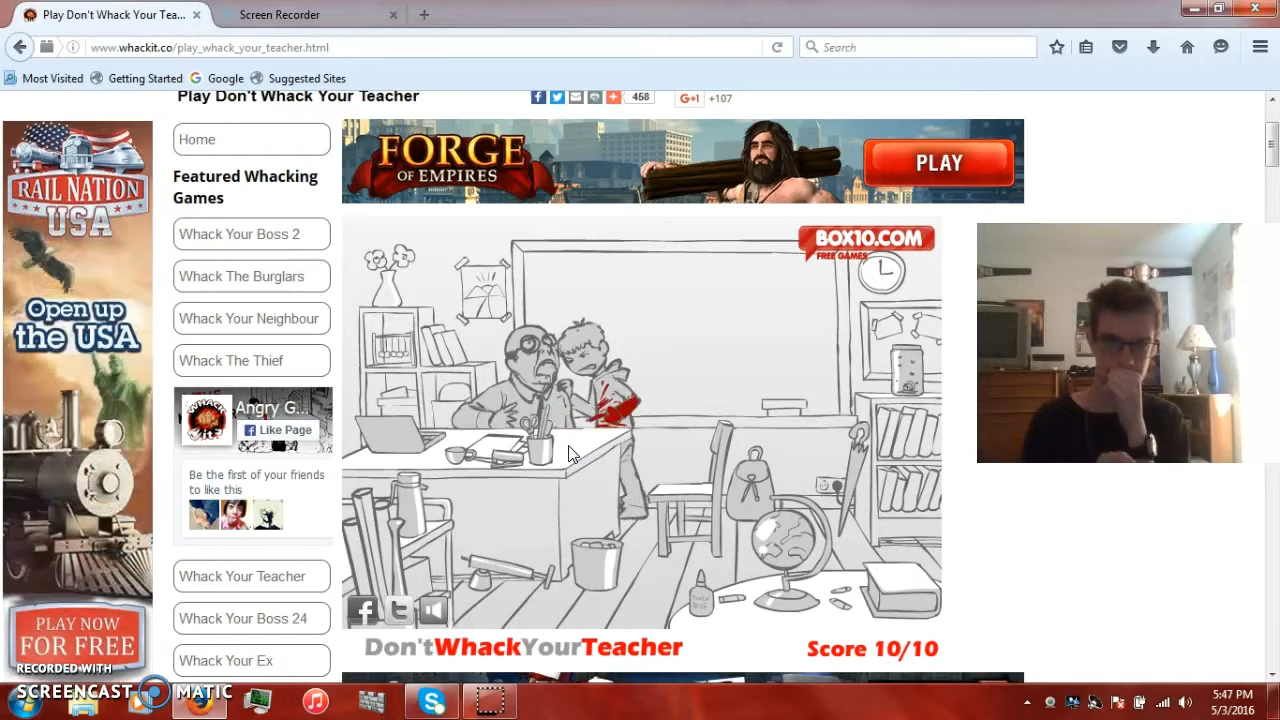 Play Don't Whack Your Tea...
Screen Recorder
www.whackit.co/play_whack_your_teacher.html
Search
Most Visited
Getting Started
Google
Suggested Sites
Play Don't Whack Your Teacher
458
G+1
+107
Home
Featured Whacking
Games
Whack Your Boss 2
Whack The Burglars
Whack Your Neighbour
Whack The Thief
Angry G...
Like Page
Be the first of your friends
to like this
Whack Your Teacher
Whack Your Boss 24
Whack Your Ex
RAIL NATION
USA
Open up
the USA
PLAY NOW
FOR FREE
FORGE
OF EMPIRES
PLAY
BOX10.COM
FREE GAMES
Don'tWhackYourTeacher
Score 10/10
RECORDED WITH
SCREENCAST MATIC
5:47 PM
5/3/2016